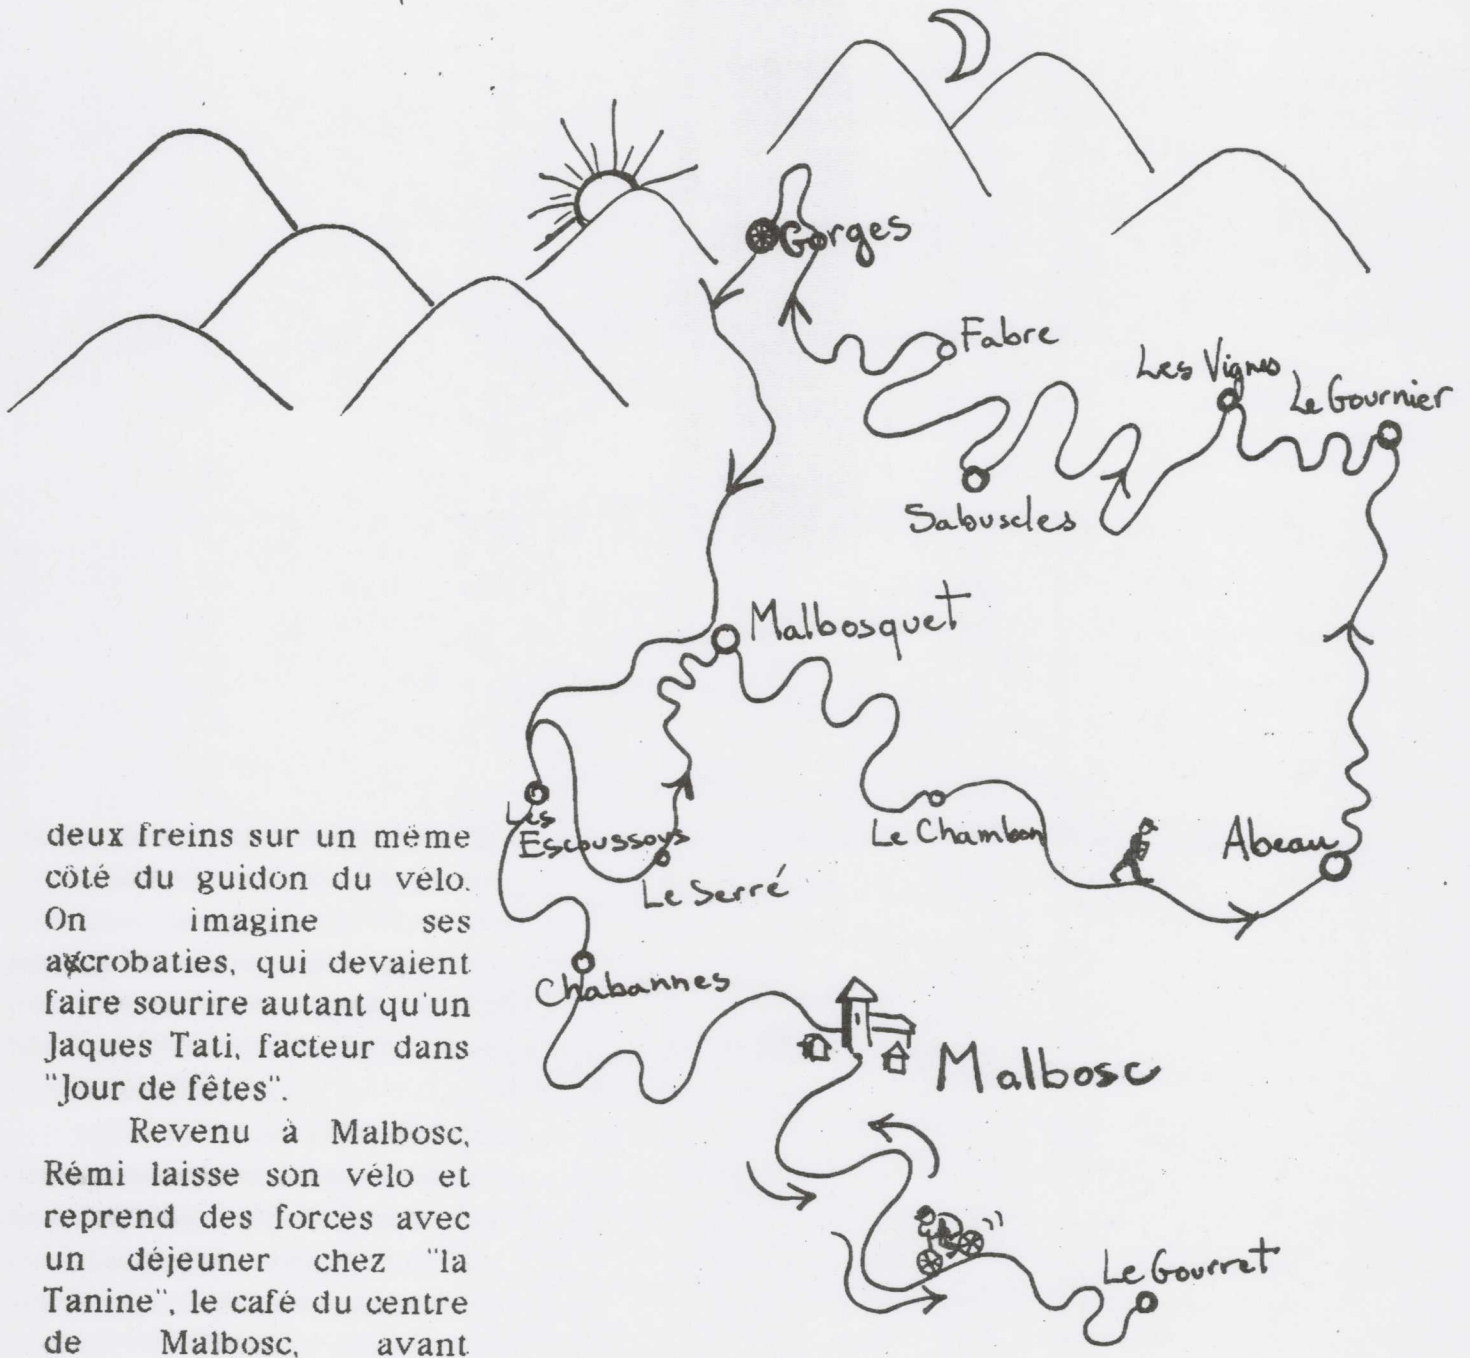 Gorges
Fabre
Les Vignes
Le Gournier
Sabuscles
Malbosquet
Les
Escoussoys
Le Serré
Le Chambon
Abeau
Chabannes
Malbosc
Le Gourret
deux freins sur un même
côté du guidon du vélo.
On imagine ses
acrobaties, qui devaient
faire sourire autant qu'un
Jaques Tati, facteur dans
"Jour de fêtes".
Revenu à Malbosc,
Rémi laisse son vélo et
reprend des forces avec
un déjeuner chez "la
Tanine", le café du centre
de Malbosc, avant